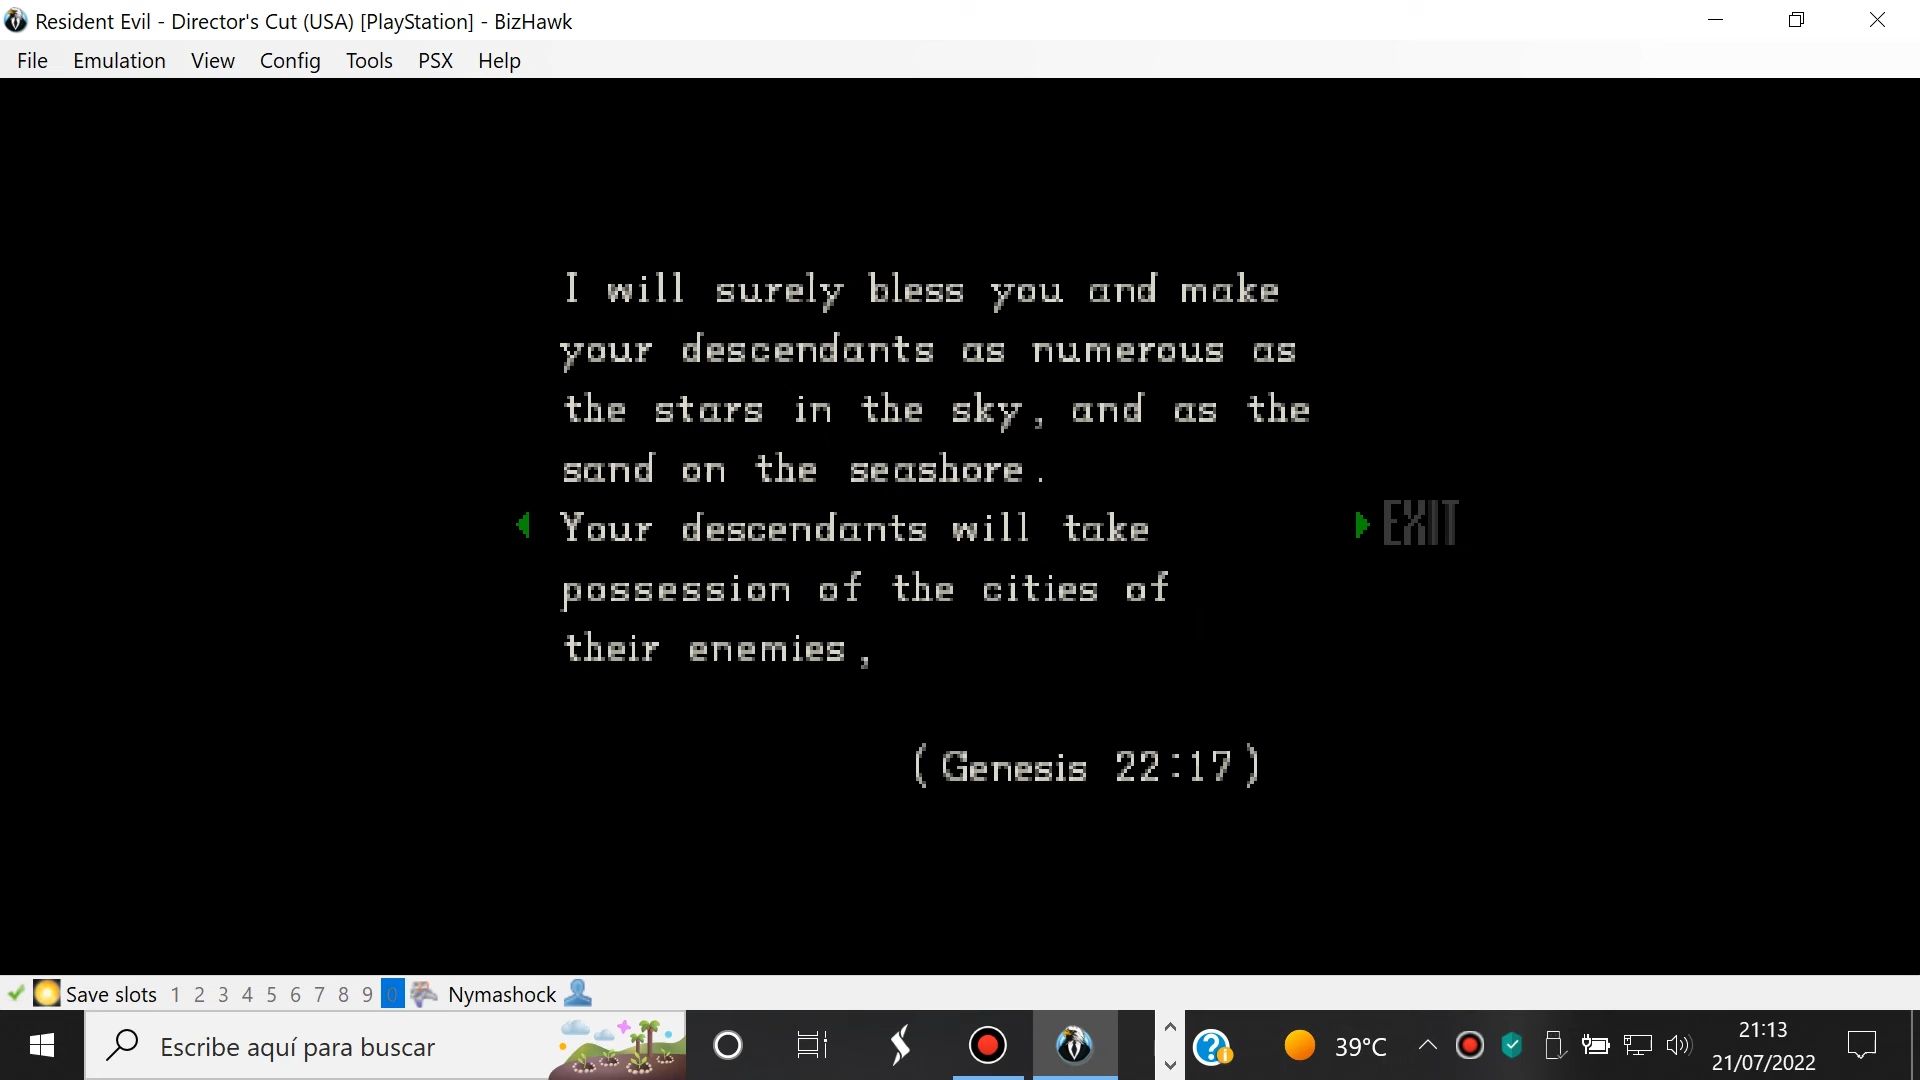 Resident Evil - Director's Cut (USA) [PlayStation] - BizHawk
File Emulation View Config Tools PSX Help
I will surely bless you and make
your descendants as numerous as
the stars in the sky, and as the
sand on the seashore.
Your descendants will take
possession of the cities of
their enemies,
EXIT
(Genesis 22:17)
Save slots 1 2 3 4 5 6 7 8 9 0 Nymashock
Escribe aquí para buscar
39°C
21:13
21/07/2022